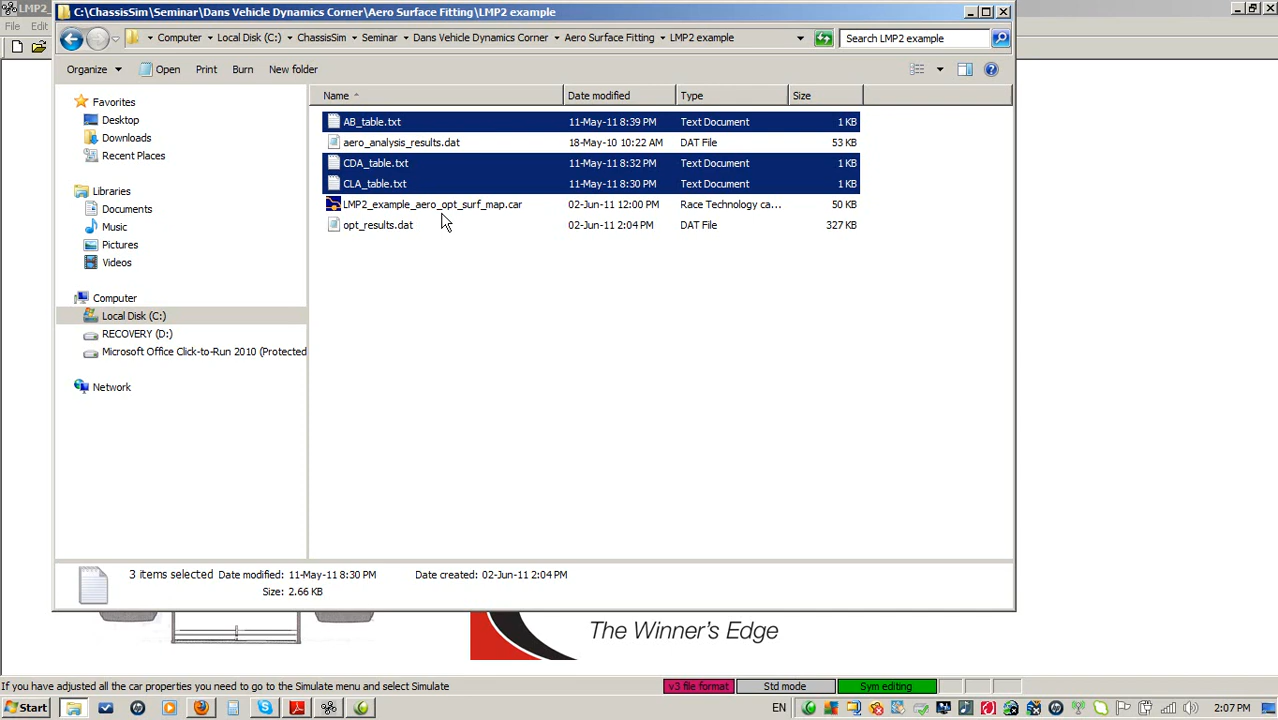 LMP2_
C:\ChassisSim\Seminar\Dans Vehicle Dynamics Corner\Aero Surface Fitting\LMP2 example
File Edit
Computer Local Disk (C:) ChassisSim Seminar Dans Vehicle Dynamics Corner Aero Surface Fitting LMP2 example Search LMP2 example
Organize Open Print Burn New folder
Name Date modified Type Size
Favorites
Desktop
Downloads
Recent Places
Libraries
Documents
Music
Pictures
Videos
Computer
Local Disk (C:)
RECOVERY (D:)
Microsoft Office Click-to-Run 2010 (Protected
Network
AB_table.txt 11-May-11 8:39 PM Text Document 1 KB
aero_analysis_results.dat 18-May-10 10:22 AM DAT File 53 KB
CDA_table.txt 11-May-11 8:32 PM Text Document 1 KB
CLA_table.txt 11-May-11 8:30 PM Text Document 1 KB
LMP2_example_aero_opt_surf_map.car 02-Jun-11 12:00 PM Race Technology ca... 50 KB
opt_results.dat 02-Jun-11 2:04 PM DAT File 327 KB
3 items selected Date modified: 11-May-11 8:30 PM Date created: 02-Jun-11 2:04 PM
Size: 2.66 KB
The Winner's Edge
If you have adjusted all the car properties you need to go to the Simulate menu and select Simulate v3 file format Std mode Sym editing
Start EN 2:07 PM